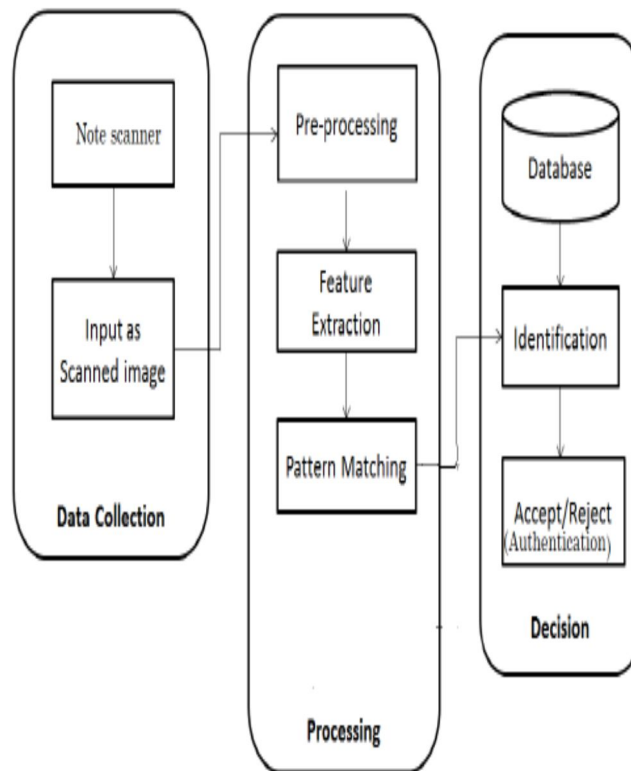 Note scanner
Input as
Scanned image
Data Collection
Pre-processing
Feature
Extraction
Pattern Matching
Processing
Database
Identification
Accept/Reject
(Authentication)
Decision